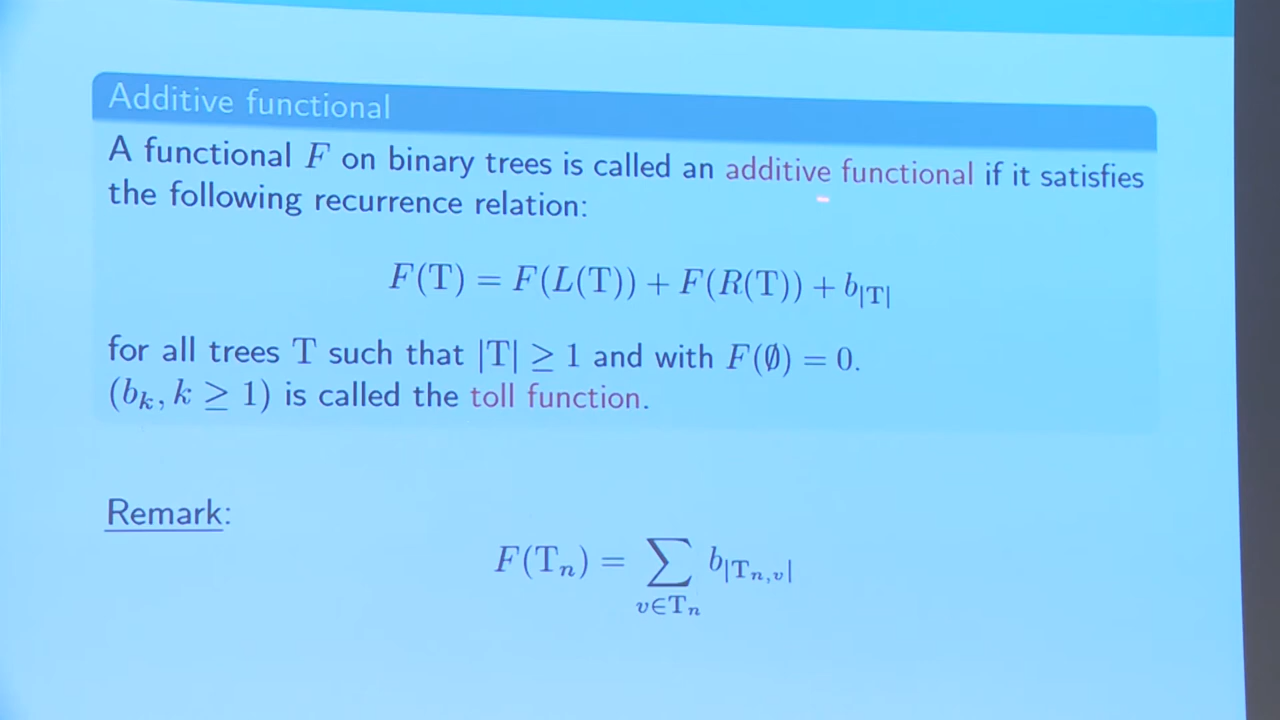 Additive functional
A functional F on binary trees is called an additive functional if it satisfies
the following recurrence relation:
F(T) = F(L(T)) + F(R(T)) + b_{|T|}
for all trees T such that |T| ≥ 1 and with F(∅) = 0.
(b_k, k ≥ 1) is called the toll function.
Remark:
F(T_n) = ∑_{v∈T_n} b_{|T_{n,v}|}